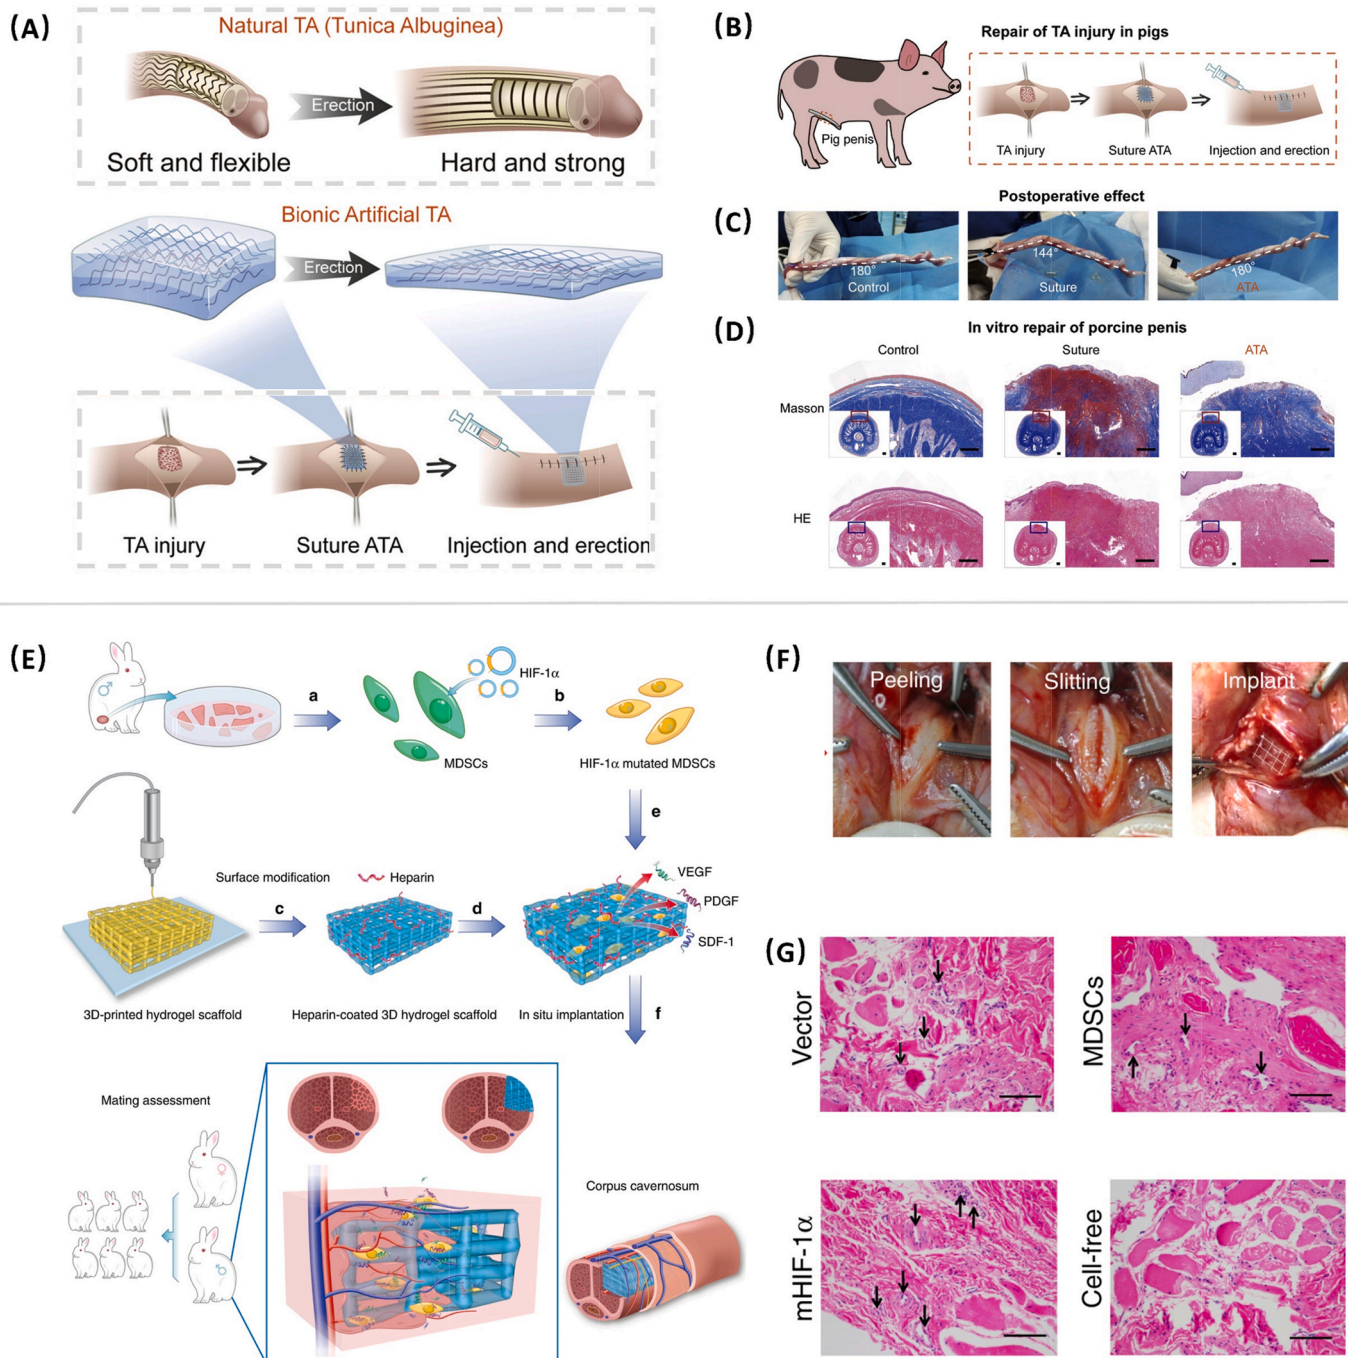 (A)
Natural TA (Tunica Albuginea)
Erection
Soft and flexible
Hard and strong
Bionic Artificial TA
Erection
TA injury
Suture ATA
Injection and erection
(B)
Repair of TA injury in pigs
Pig penis
TA injury
Suture ATA
Injection and erection
(C)
Postoperative effect
180°
Control
144°
Suture
180°
ATA
(D)
In vitro repair of porcine penis
Control
Suture
ATA
Masson
HE
(E)
♂
a
HIF-1α
b
MDSCs
HIF-1α mutated MDSCs
e
Surface modification
Heparin
c
d
VEGF
PDGF
SDF-1
3D-printed hydrogel scaffold
Heparin-coated 3D hydrogel scaffold
In situ implantation
f
Mating assessment
♀
♂
Corpus cavernosum
(F)
Peeling
Slitting
Implant
(G)
Vector
MDSCs
mHIF-1α
Cell-free